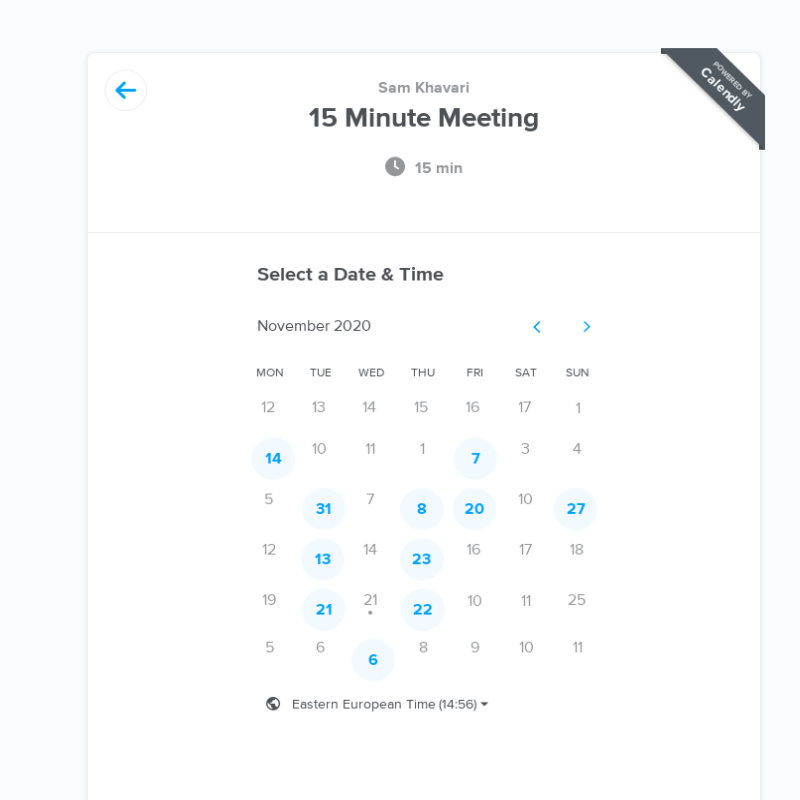 Sam Khavari
POWERED BY
Calendly
15 Minute Meeting
15 min
Select a Date & Time
November 2020
MON TUE WED THU FRI SAT SUN
12 13 14 15 16 17 1
14 10 11 1 7 3 4
5 31 7 8 20 10 27
12 13 14 23 16 17 18
19 21 21 22 10 11 25
5 6 6 8 9 10 11
Eastern European Time (14:56)